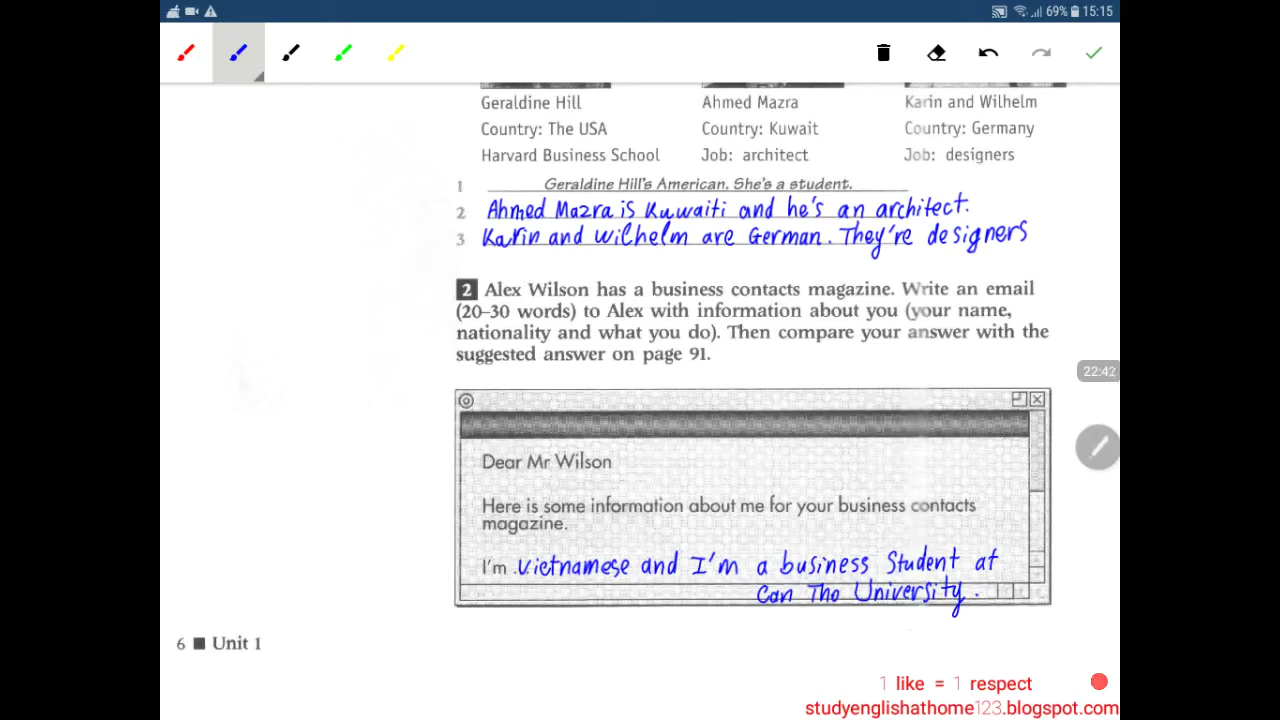 69% 15:15
Geraldine Hill Ahmed Mazra Karin and Wilhelm
Country: The USA Country: Kuwait Country: Germany
Harvard Business School Job: architect Job: designers
1 Geraldine Hill's American. She's a student.
2 Ahmed Mazra is Kuwaiti and he's an architect.
3 Karin and Wilhelm are German. They're designers
2 Alex Wilson has a business contacts magazine. Write an email
(20–30 words) to Alex with information about you (your name,
nationality and what you do). Then compare your answer with the
suggested answer on page 91.
22:42
Dear Mr Wilson
Here is some information about me for your business contacts
magazine.
I'm Vietnamese and I'm a business Student at
Can Tho University.
6 ■ Unit 1
1 like = 1 respect
studyenglishathome123.blogspot.com